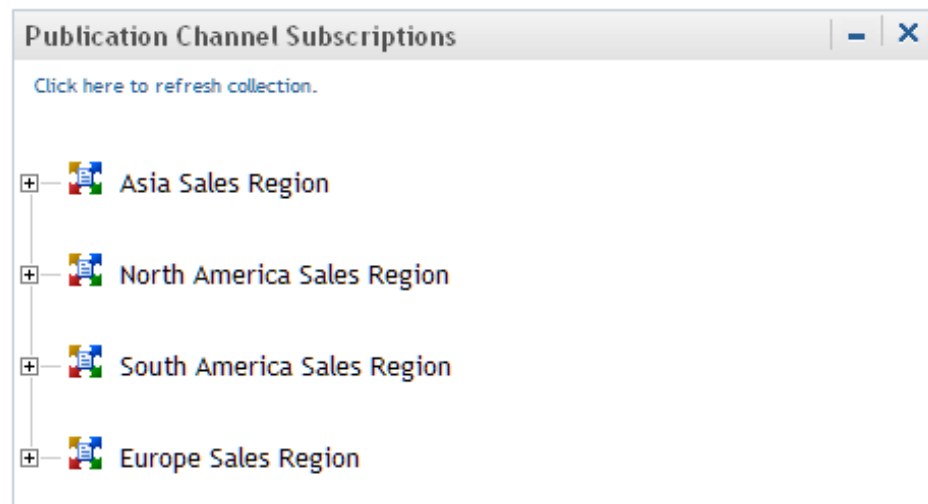 Publication Channel Subscriptions
Click here to refresh collection.
Asia Sales Region
North America Sales Region
South America Sales Region
Europe Sales Region